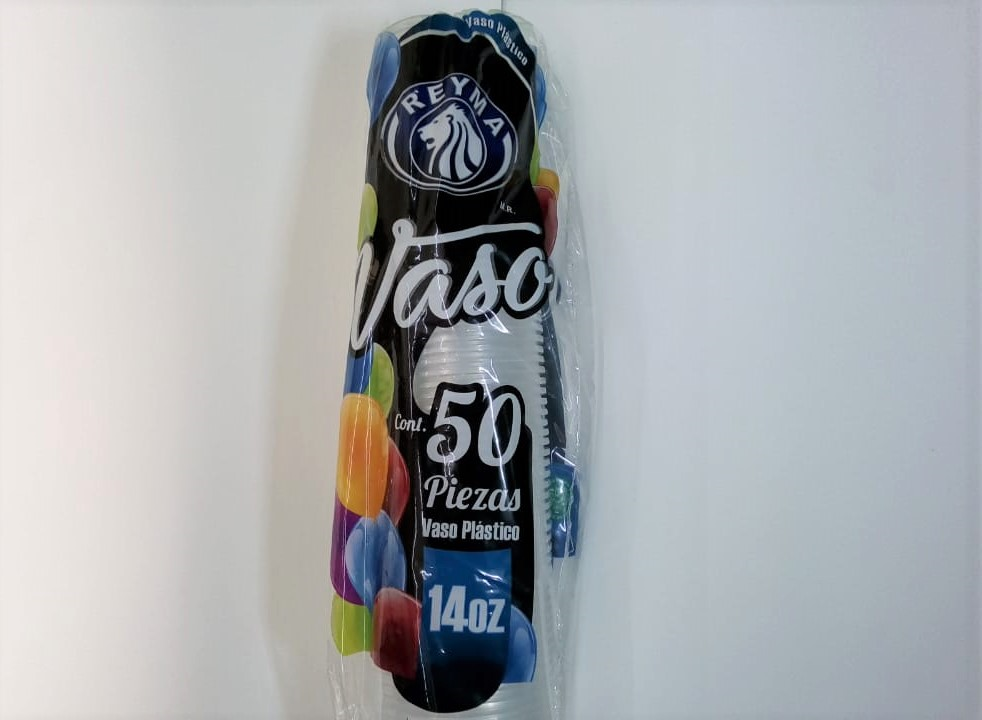 Vaso Plástico
REYMA
M.R.
Vaso
Cont. 50
Piezas
Vaso Plástico
14oz